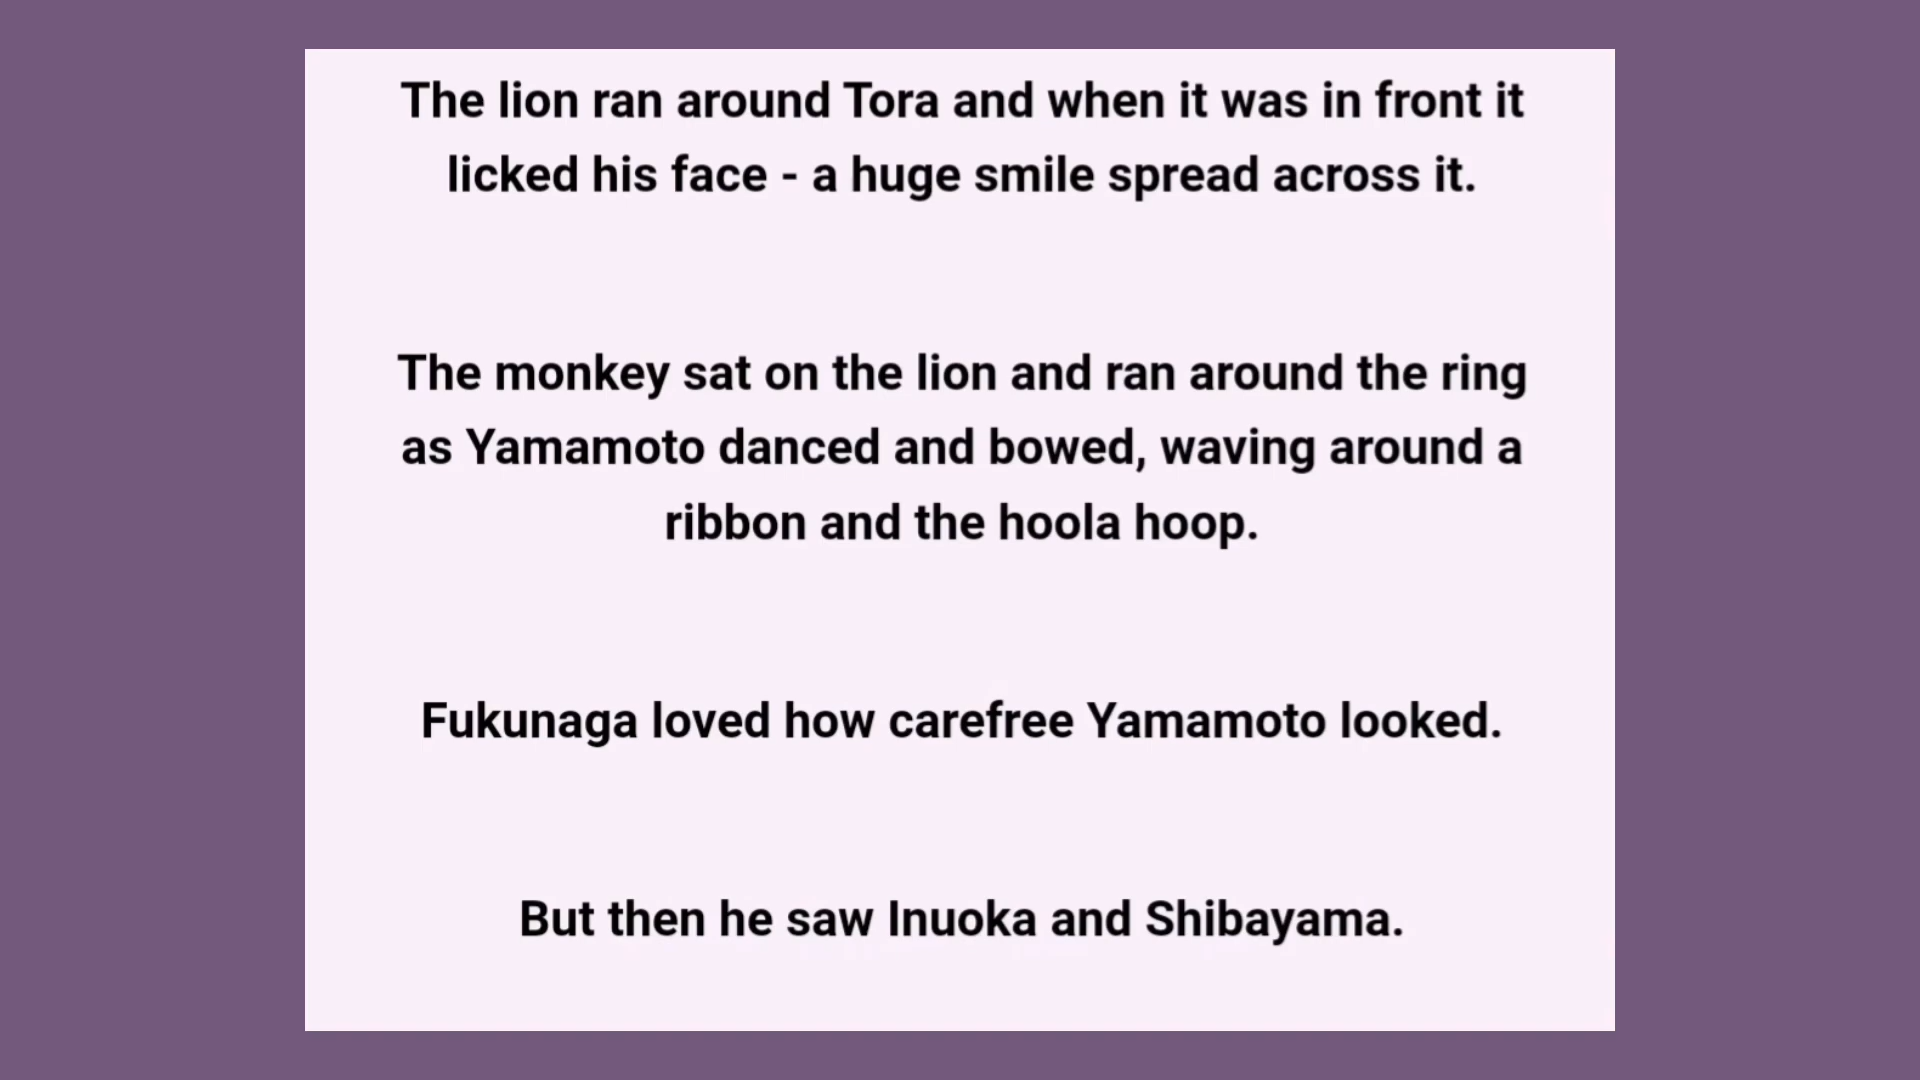 The lion ran around Tora and when it was in front it
licked his face - a huge smile spread across it.
The monkey sat on the lion and ran around the ring
as Yamamoto danced and bowed, waving around a
ribbon and the hoola hoop.
Fukunaga loved how carefree Yamamoto looked.
But then he saw Inuoka and Shibayama.